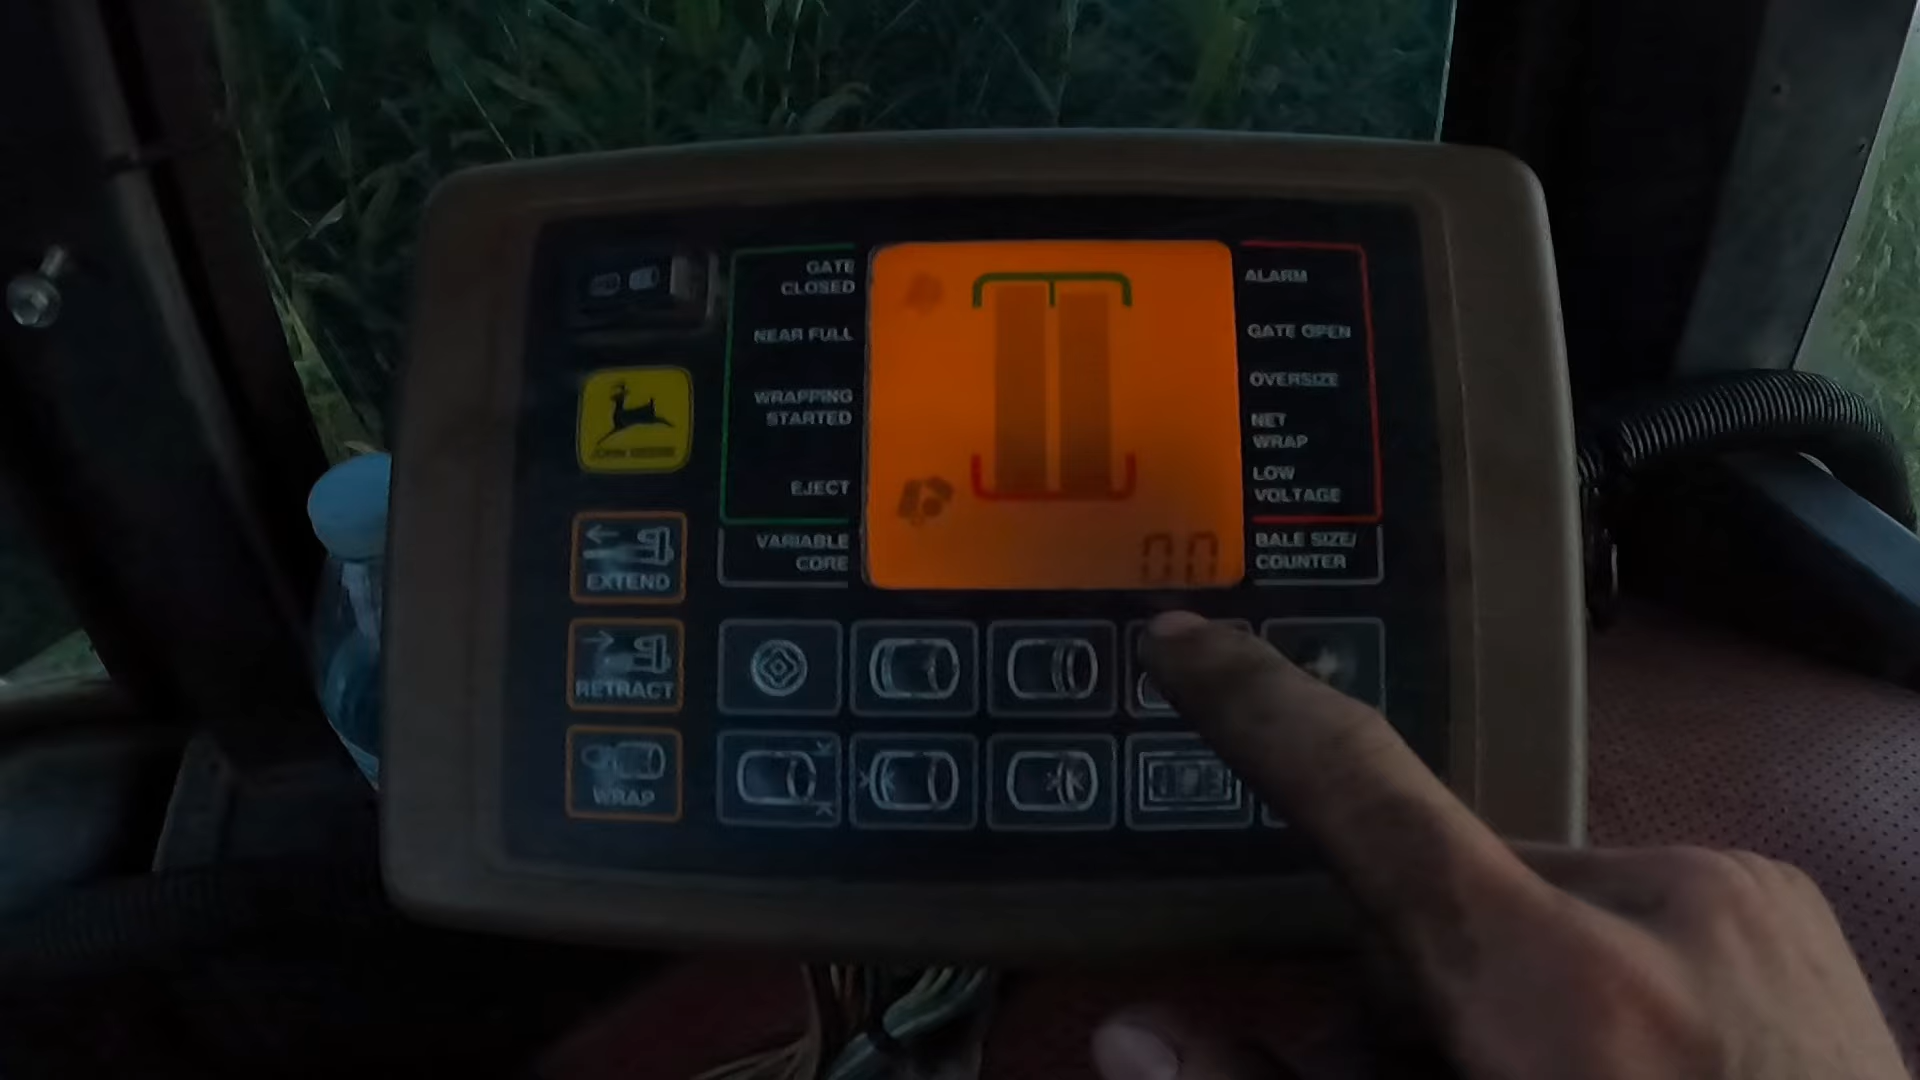 GATE
CLOSED
NEAR FULL
WRAPPING
STARTED
EJECT
VARIABLE
CORE
ALARM
GATE OPEN
OVERSIZE
NET
WRAP
LOW
VOLTAGE
BALE SIZE/
COUNTER
00
JOHN DEERE
EXTEND
RETRACT
WRAP